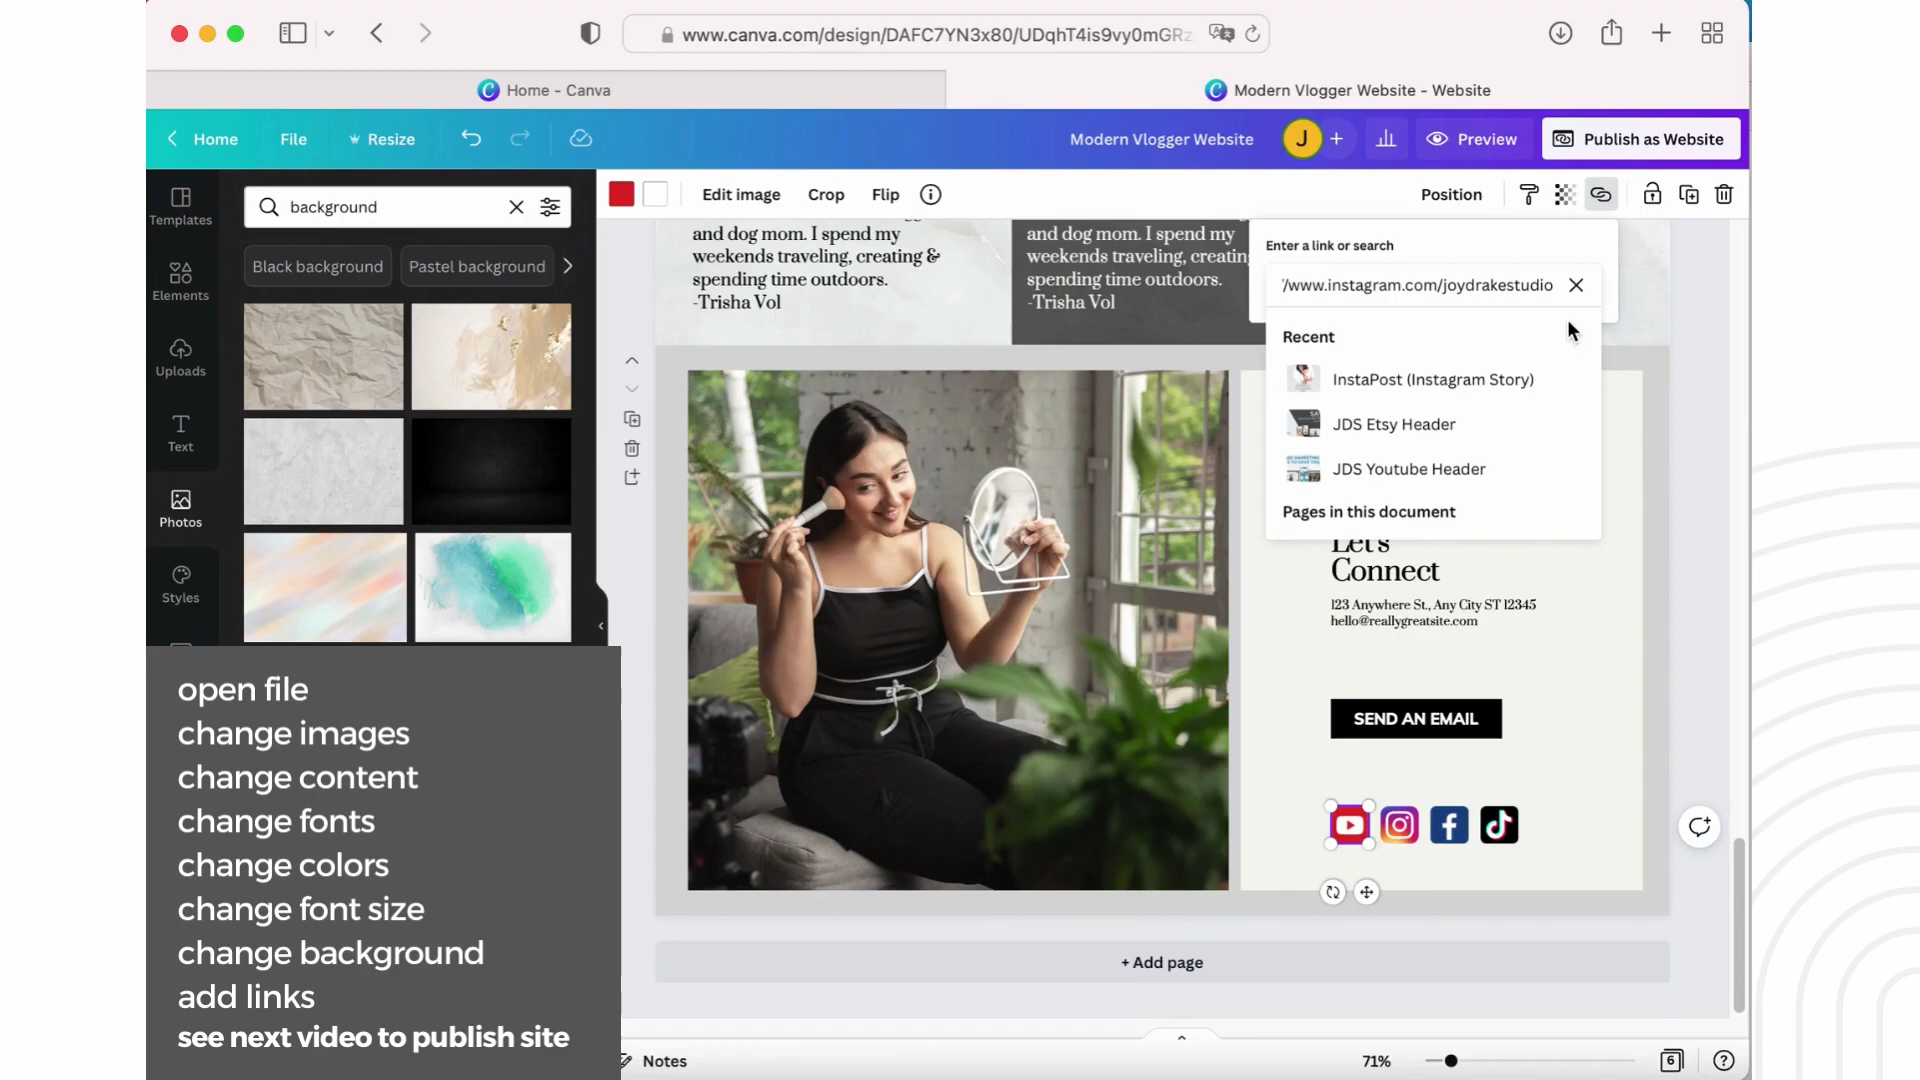 www.canva.com/design/DAFC7YN3x80/UDqhT4is9vy0mGRz
Home - Canva
Modern Vlogger Website - Website
Home
File
Resize
Modern Vlogger Website
J
Preview
Publish as Website
Templates
Elements
Uploads
Text
Photos
Styles
background
Black background
Pastel background
Edit image
Crop
Flip
Position
and dog mom. I spend my
weekends traveling, creating &
spending time outdoors.
-Trisha Vol
and dog mom. I spend my
weekends traveling, creating
spending time outdoors.
-Trisha Vol
Enter a link or search
/www.instagram.com/joydrakestudio
Recent
InstaPost (Instagram Story)
JDS Etsy Header
JDS Youtube Header
Pages in this document
Let's
Connect
123 Anywhere St., Any City ST 12345
hello@reallygreatsite.com
SEND AN EMAIL
+ Add page
Notes
71%
6
open file
change images
change content
change fonts
change colors
change font size
change background
add links
see next video to publish site